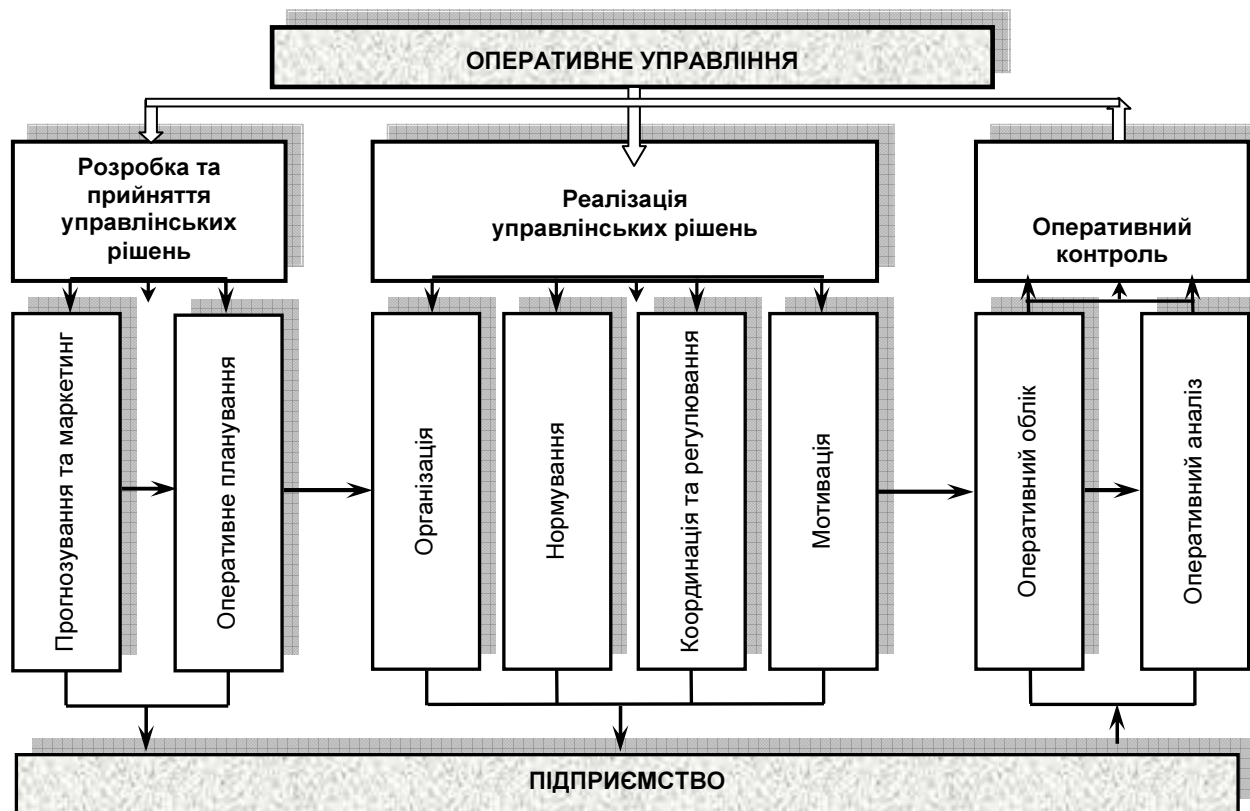 ОПЕРАТИВНЕ УПРАВЛІННЯ
Розробка та
прийняття
управлінських
рішень
Реалізація
управлінських рішень
Оперативний
контроль
Прогнозування та маркетинг
Оперативне планування
Організація
Нормування
Координація та регулювання
Мотивація
Оперативний облік
Оперативний аналіз
ПІДПРИЄМСТВО